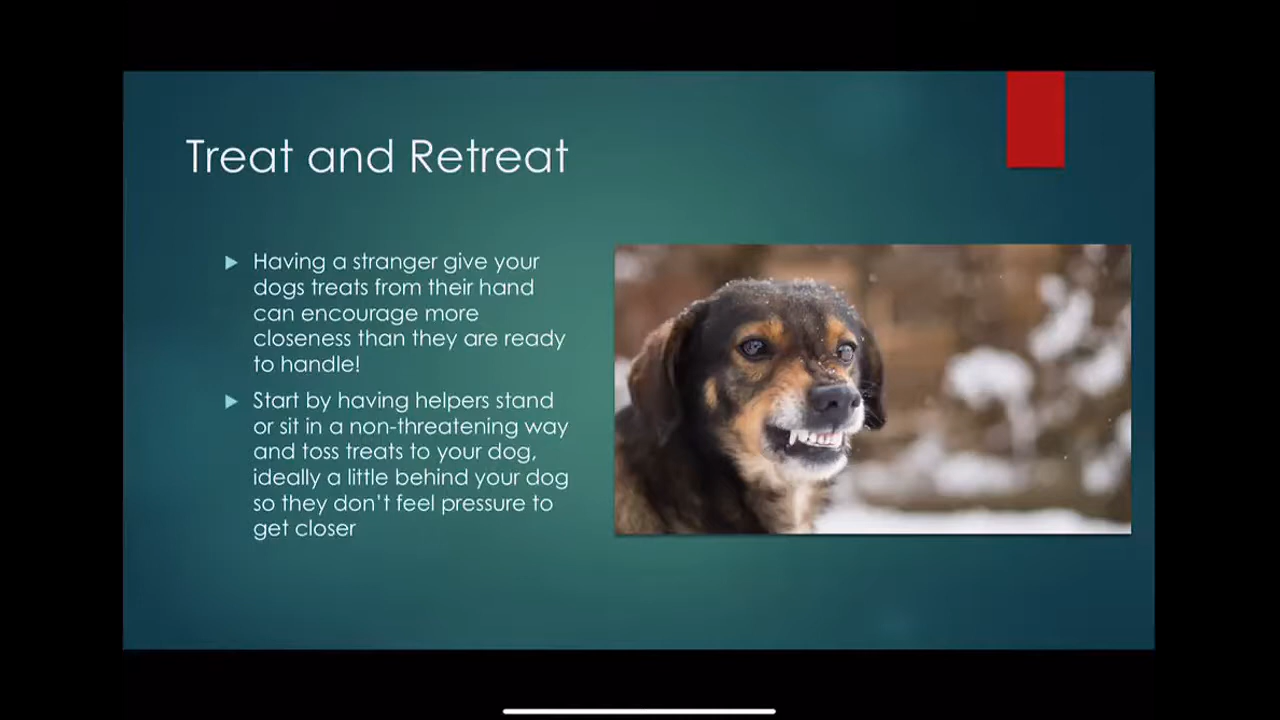 Treat and Retreat
Having a stranger give your
dogs treats from their hand
can encourage more
closeness than they are ready
to handle!
Start by having helpers stand
or sit in a non-threatening way
and toss treats to your dog,
ideally a little behind your dog
so they don't feel pressure to
get closer